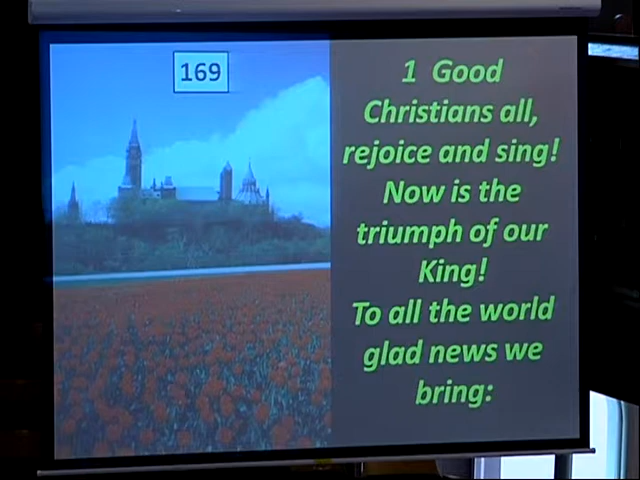 169
1 Good
Christians all,
rejoice and sing!
Now is the
triumph of our
King!
To all the world
glad news we
bring: